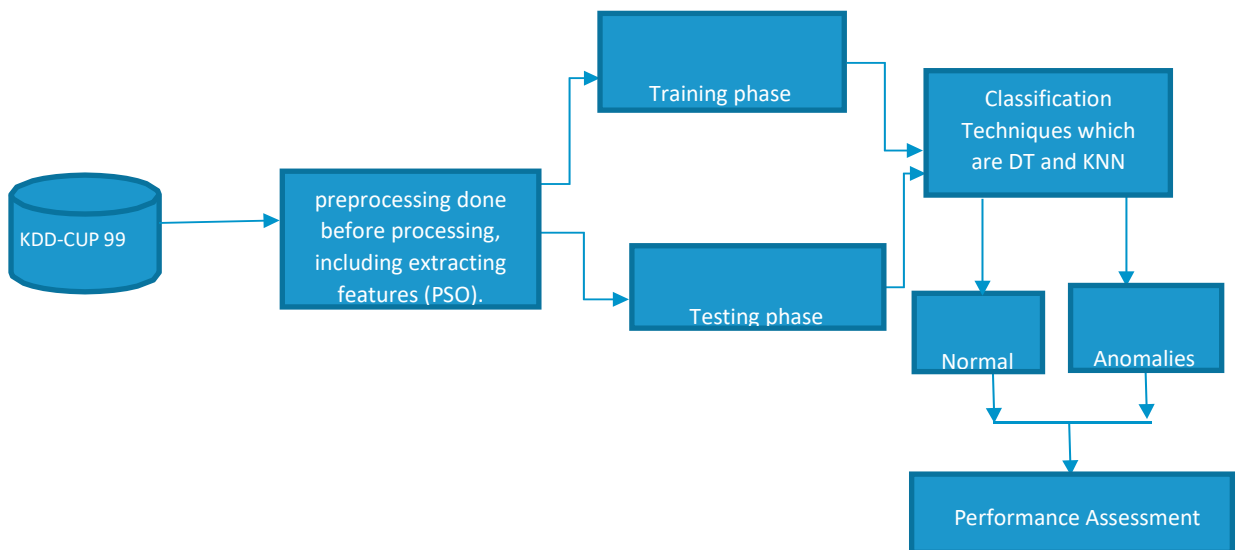 KDD-CUP 99
preprocessing done
before processing,
including extracting
features (PSO).
Training phase
Testing phase
Classification
Techniques which
are DT and KNN
Normal
Anomalies
Performance Assessment